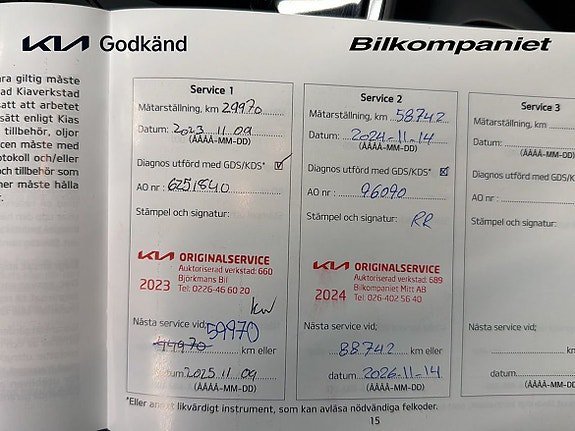 KIA Godkänd
Bilkompaniet
ra giltig måste
ad Kiaverkstad
att att arbetet
sätt enligt Kias
tillbehör, oljor
cen måste med
otokoll och/eller
och tillbehör som
ner måste hålla
r.
Service 1
Mätarställning, km 29970
Datum: 2023 11 09
(ÅÅÅÅ-MM-DD)
Diagnos utförd med GDS/KDS* ☑
AO nr : 6251840
Stämpel och signatur:
KIA ORIGINALSERVICE
Auktoriserad verkstad: 660
2023 Björkmans Bil
Tel: 0226-46 60 20
KW
Nästa service vid: 59970
44970 km eller
datum 2025 11 09
(ÅÅÅÅ-MM-DD)
Service 2
Mätarställning, km 58742
Datum: 2024-11-14
(ÅÅÅÅ-MM-DD)
Diagnos utförd med GDS/KDS* ☒
AO nr : 96090
Stämpel och signatur: RR
KIA ORIGINALSERVICE
Auktoriserad verkstad: 689
2024 Bilkompaniet Mitt AB
Tel: 026-402 56 40
Nästa service vid:
88742 km eller
datum 2026-11-14
(ÅÅÅÅ-MM-DD)
Service 3
Mätarställning, km
Datum:
(ÅÅÅÅ-MM-DD)
Diagnos utförd med GDS/K
AO nr :
Stämpel och signatur:
Nästa service vid:
km
datum
(ÅÅÅÅ-MM-D
*Eller annat likvärdigt instrument, som kan avläsa nödvändiga felkoder.
15